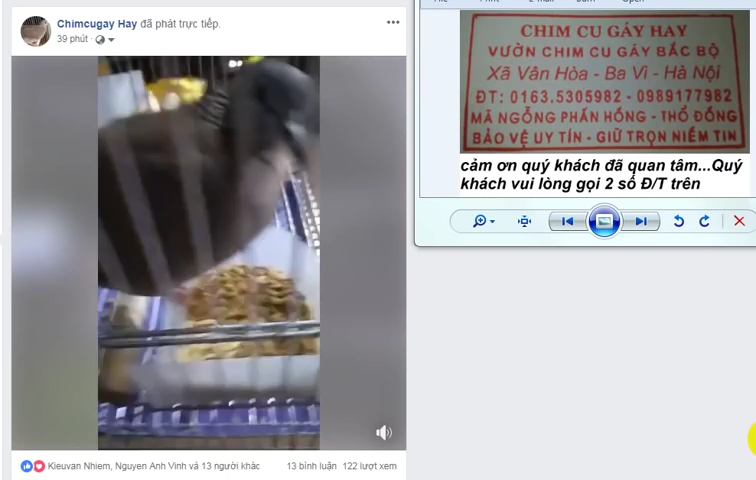 Chimcugay Hay đã phát trực tiếp.
39 phút ·
Kieuvan Nhiem, Nguyen Anh Vinh và 13 người khác
13 bình luận 122 lượt xem
CHIM CU GÁY HAY
VƯỜN CHIM CU GÁY BẮC BỘ
Xã Vân Hòa - Ba Vì - Hà Nội
ĐT: 0163.5305982 - 0989177982
MÃ NGỖNG PHẤN HỒNG - THỔ ĐỒNG
BẢO VỆ UY TÍN - GIỮ TRỌN NIỀM TIN
cảm ơn quý khách đã quan tâm...Quý
khách vui lòng gọi 2 số Đ/T trên